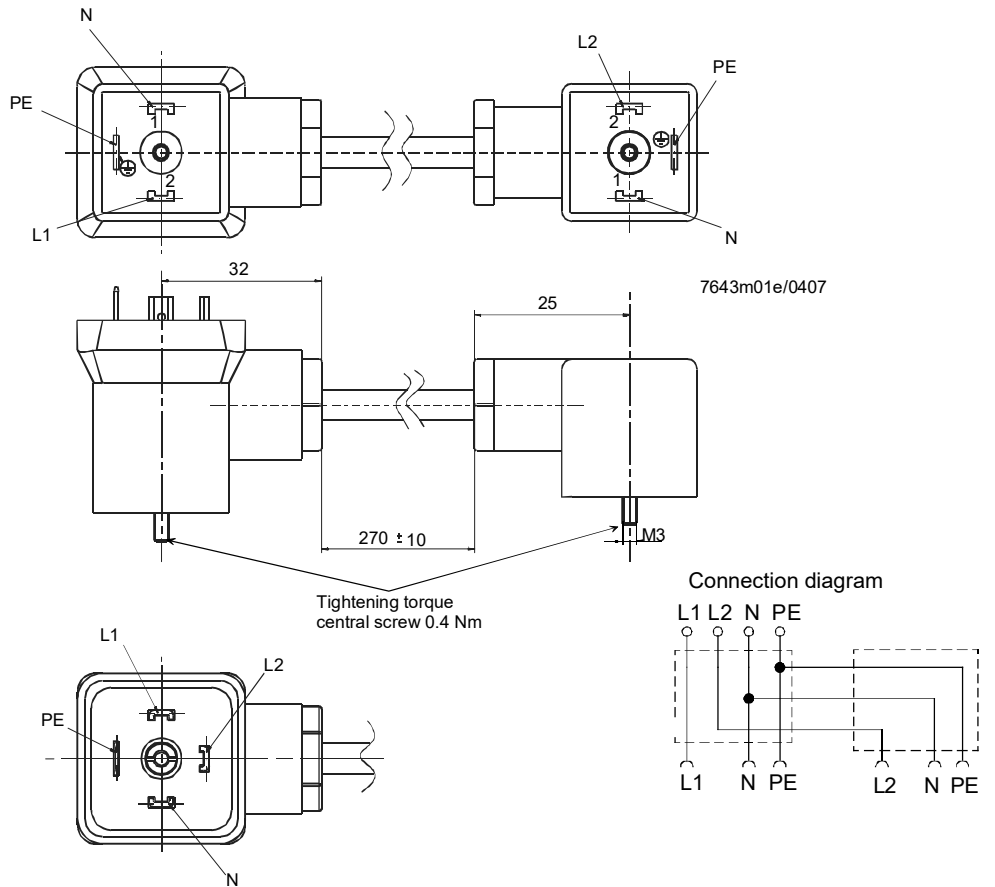 N
L2
PE
PE
1
2
2
1
L1
N
32
7643m01e/0407
25
270 ±10
M3
Tightening torque
central screw 0.4 Nm
Connection diagram
L1 L2 N PE
L1
L2
PE
L1 N PE L2 N PE
N